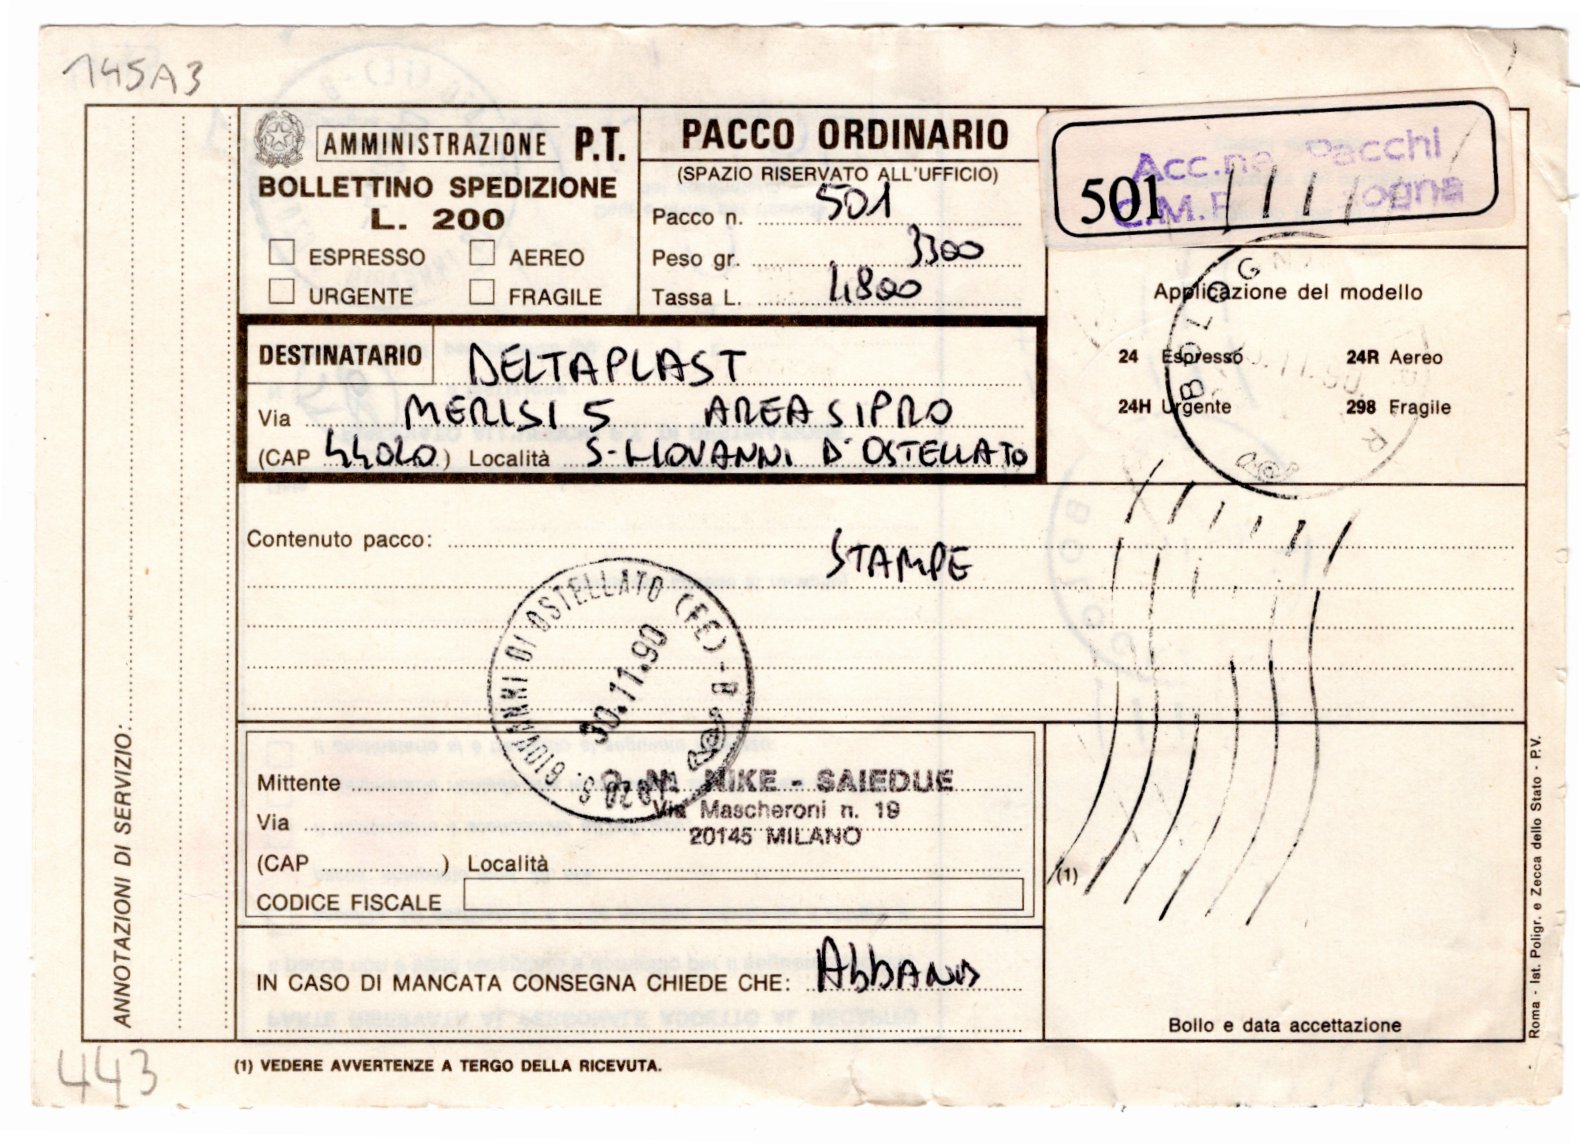 145A3
AMMINISTRAZIONE P.T.
BOLLETTINO SPEDIZIONE
L. 200
ESPRESSO AEREO
URGENTE FRAGILE
PACCO ORDINARIO
(SPAZIO RISERVATO ALL'UFFICIO)
Pacco n. 501
Peso gr. 3300
Tassa L. 4800
Acc.ne Pacchi
501 C.M.P. ogna
Applicazione del modello
24 Espresso 24R Aereo
24H Urgente 298 Fragile
BOLOGN
R
DESTINATARIO DELTAPLAST
Via MERISI 5 AREA SIPRO
(CAP 44020) Località S. GIOVANNI D'OSTELLATO
Contenuto pacco:
STAMPE
S. GIOVANNI DI OSTELLATO (FE) - B
30.11.90
Mittente NIKE - SAIEDUE
Via Via Mascheroni n. 19
20145 MILANO
(CAP ) Località
CODICE FISCALE
(1)
IN CASO DI MANCATA CONSEGNA CHIEDE CHE: Abband
Bollo e data accettazione
ANNOTAZIONI DI SERVIZIO:
Roma - Ist. Poligr. e Zecca dello Stato - P.V.
443
(1) VEDERE AVVERTENZE A TERGO DELLA RICEVUTA.